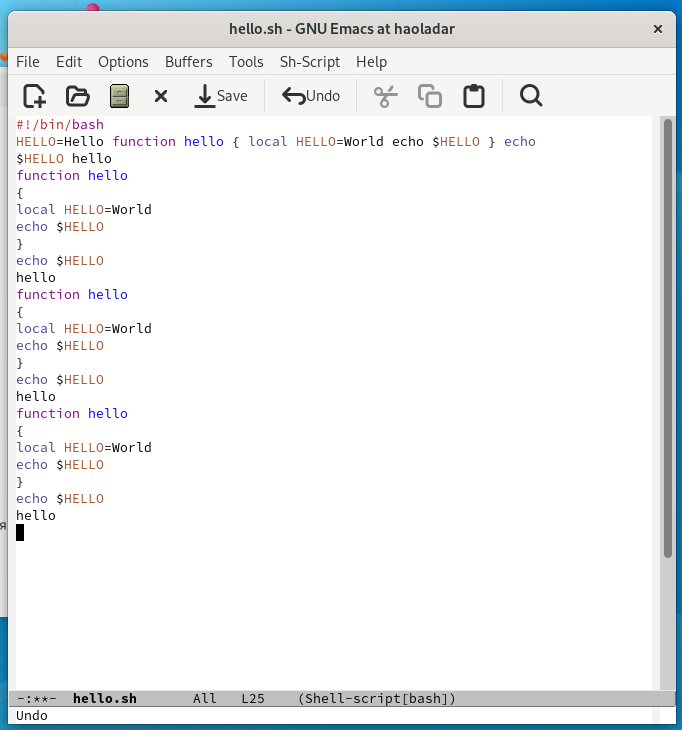 hello.sh - GNU Emacs at haoladar
File Edit Options Buffers Tools Sh-Script Help
Save Undo
#!/bin/bash
HELLO=Hello function hello { local HELLO=World echo $HELLO } echo
$HELLO hello
function hello
{
local HELLO=World
echo $HELLO
}
echo $HELLO
hello
function hello
{
local HELLO=World
echo $HELLO
}
echo $HELLO
hello
function hello
{
local HELLO=World
echo $HELLO
}
echo $HELLO
hello
я
-:**- hello.sh All L25 (Shell-script[bash])
Undo